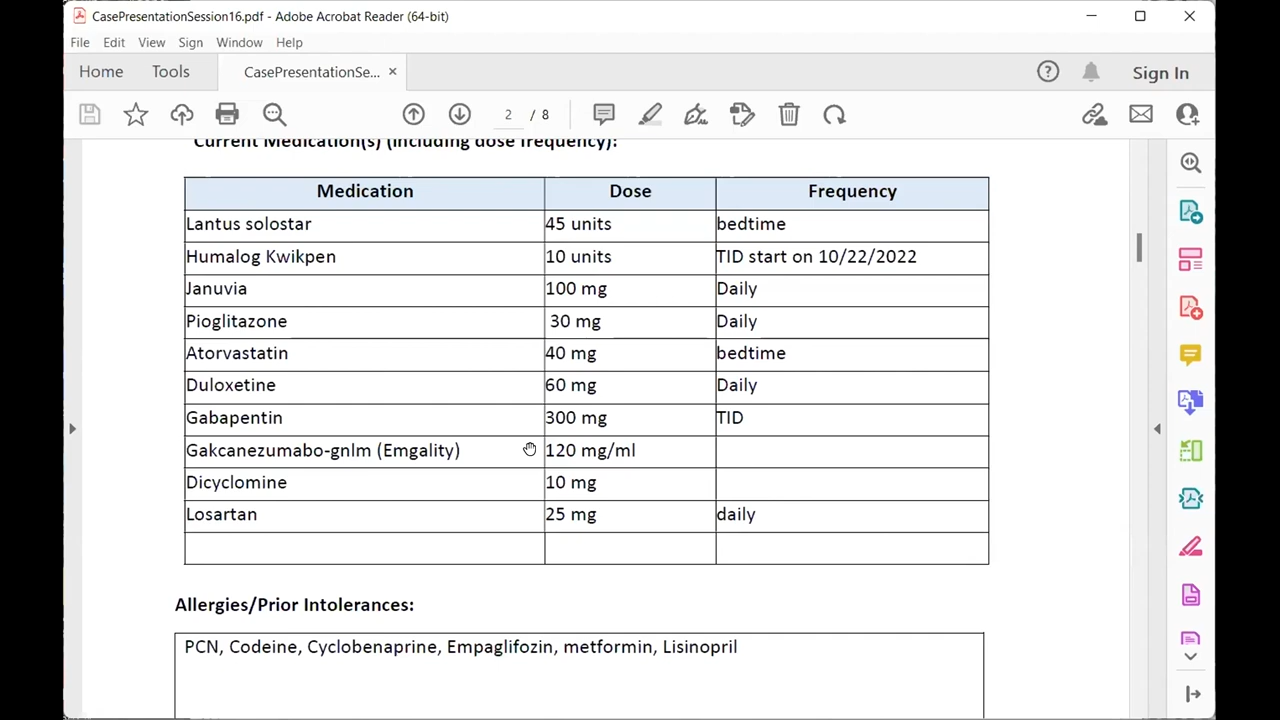 CasePresentationSession16.pdf - Adobe Acrobat Reader (64-bit)
File Edit View Sign Window Help
Home Tools CasePresentationSe... × Sign In
2 / 8
Current Medication(s) (including dose frequency):
Medication Dose Frequency
Lantus solostar 45 units bedtime
Humalog Kwikpen 10 units TID start on 10/22/2022
Januvia 100 mg Daily
Pioglitazone 30 mg Daily
Atorvastatin 40 mg bedtime
Duloxetine 60 mg Daily
Gabapentin 300 mg TID
Gakcanezumabo-gnlm (Emgality) 120 mg/ml
Dicyclomine 10 mg
Losartan 25 mg daily
Allergies/Prior Intolerances:
PCN, Codeine, Cyclobenaprine, Empaglifozin, metformin, Lisinopril